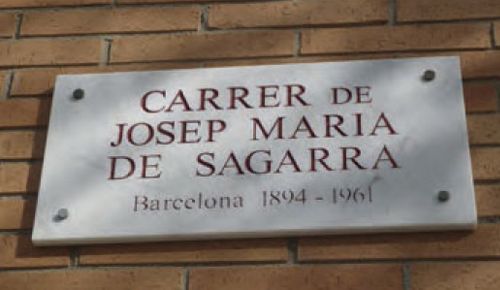 CARRER DE
JOSEP MARIA
DE SAGARRA
Barcelona 1894 - 1961